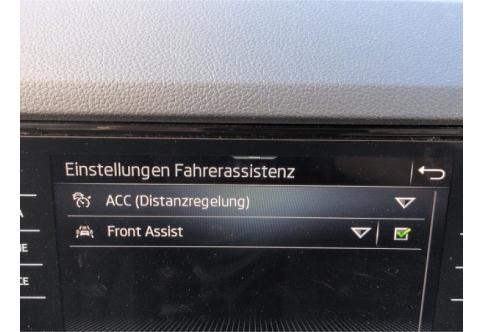 Einstellungen Fahrerassistenz
ACC (Distanzregelung)
Front Assist